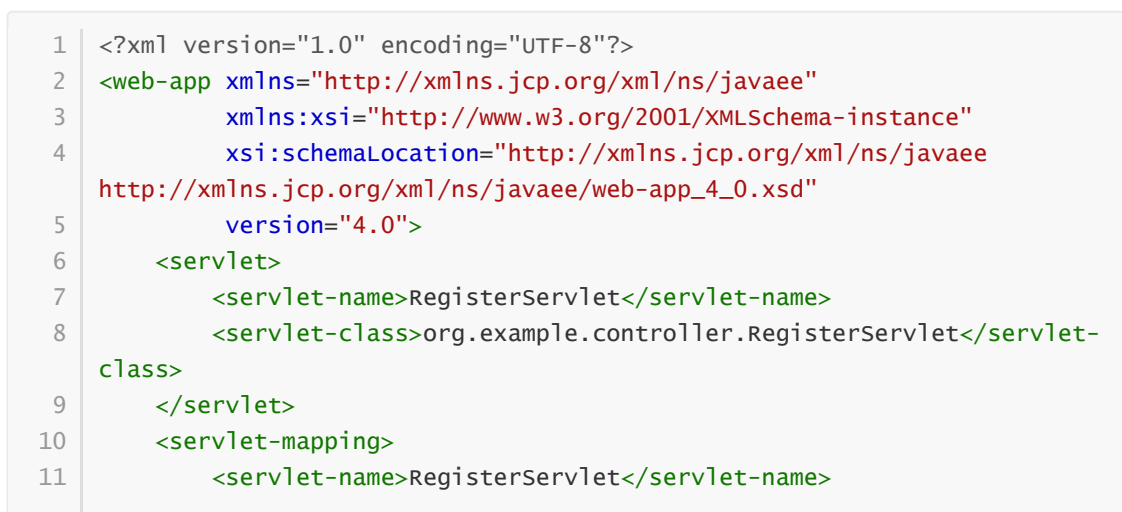 1 <?xml version="1.0" encoding="UTF-8"?>
2 <web-app xmlns="http://xmlns.jcp.org/xml/ns/javaee"
3          xmlns:xsi="http://www.w3.org/2001/XMLSchema-instance"
4          xsi:schemaLocation="http://xmlns.jcp.org/xml/ns/javaee
http://xmlns.jcp.org/xml/ns/javaee/web-app_4_0.xsd"
5          version="4.0">
6     <servlet>
7         <servlet-name>RegisterServlet</servlet-name>
8         <servlet-class>org.example.controller.RegisterServlet</servlet-
class>
9     </servlet>
10     <servlet-mapping>
11         <servlet-name>RegisterServlet</servlet-name>